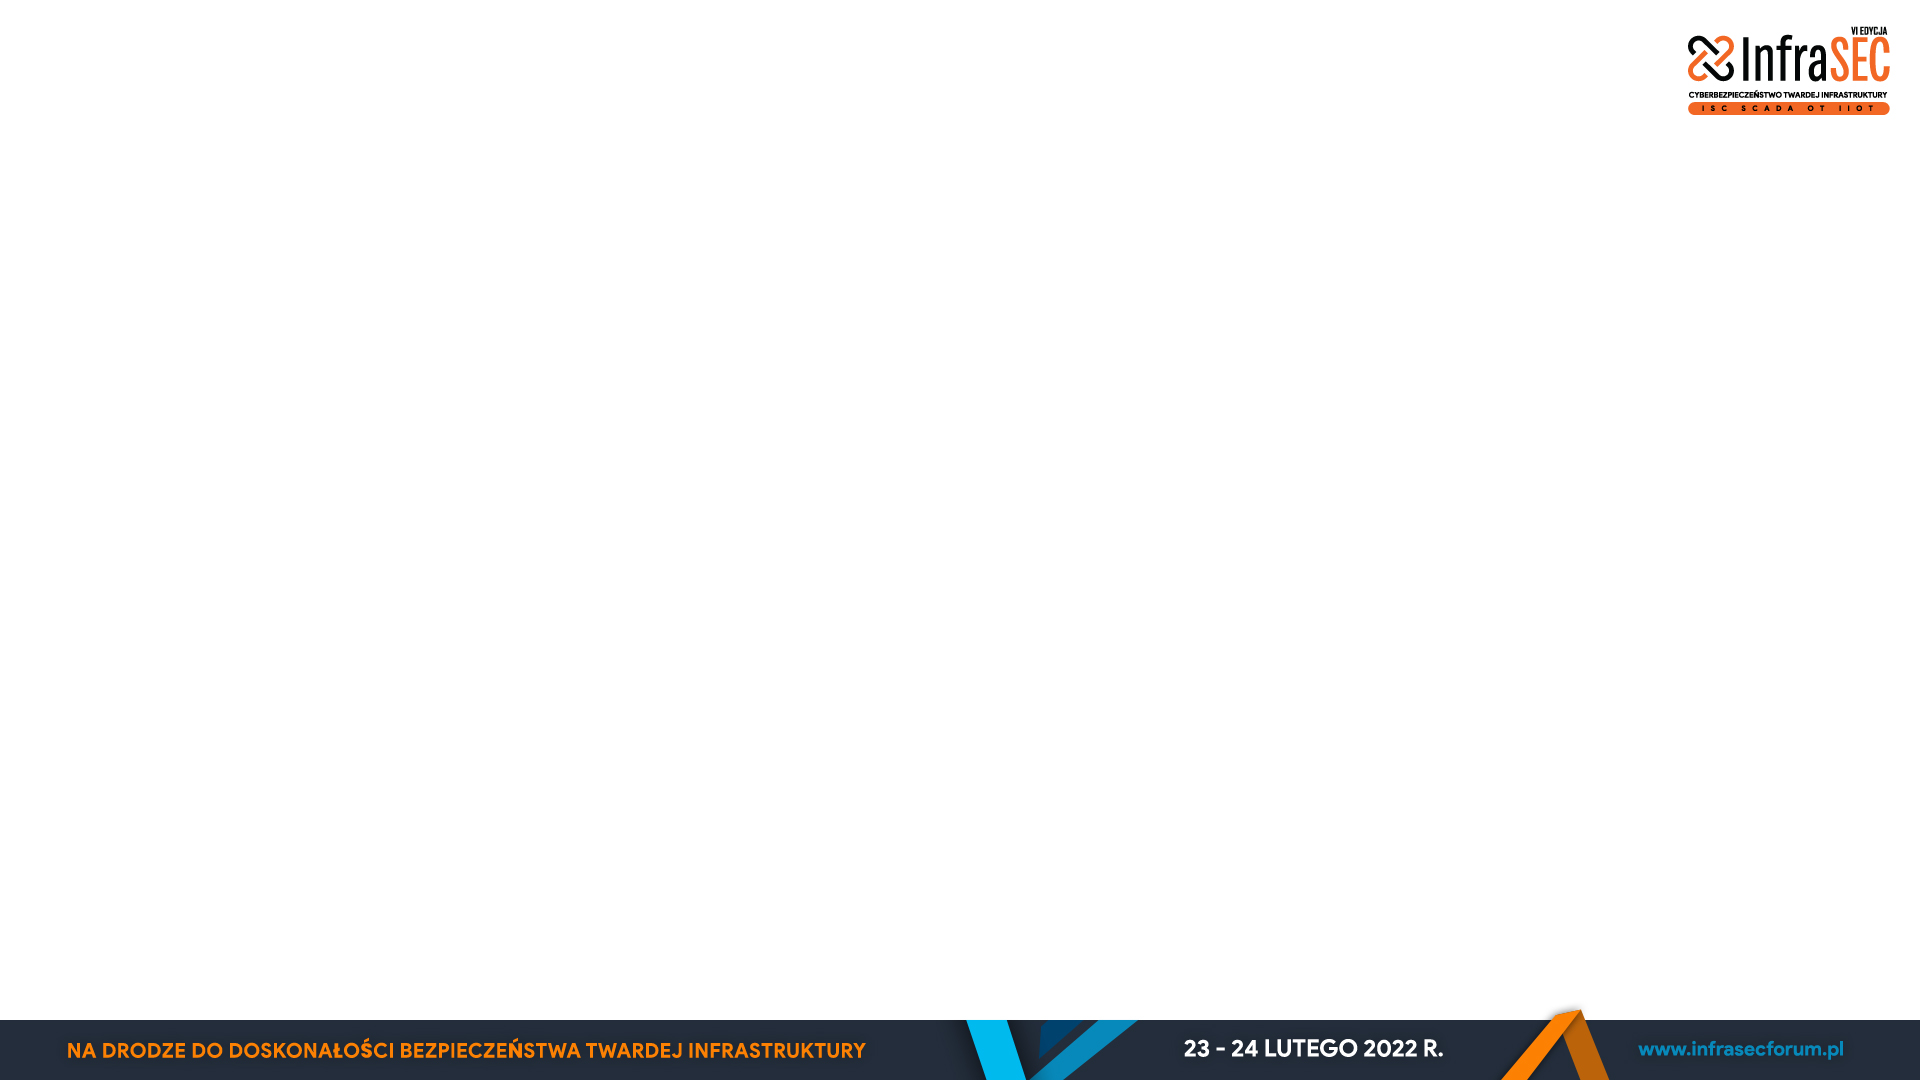 VI EDYCJA
InfraSEC
CYBERBEZPIECZEŃSTWO TWARDEJ INFRASTRUKTURY
ISC SCADA OT IIOT
NA DRODZE DO DOSKONAŁOŚCI BEZPIECZEŃSTWA TWARDEJ INFRASTRUKTURY
23 - 24 LUTEGO 2022 R.
www.infrasecforum.pl